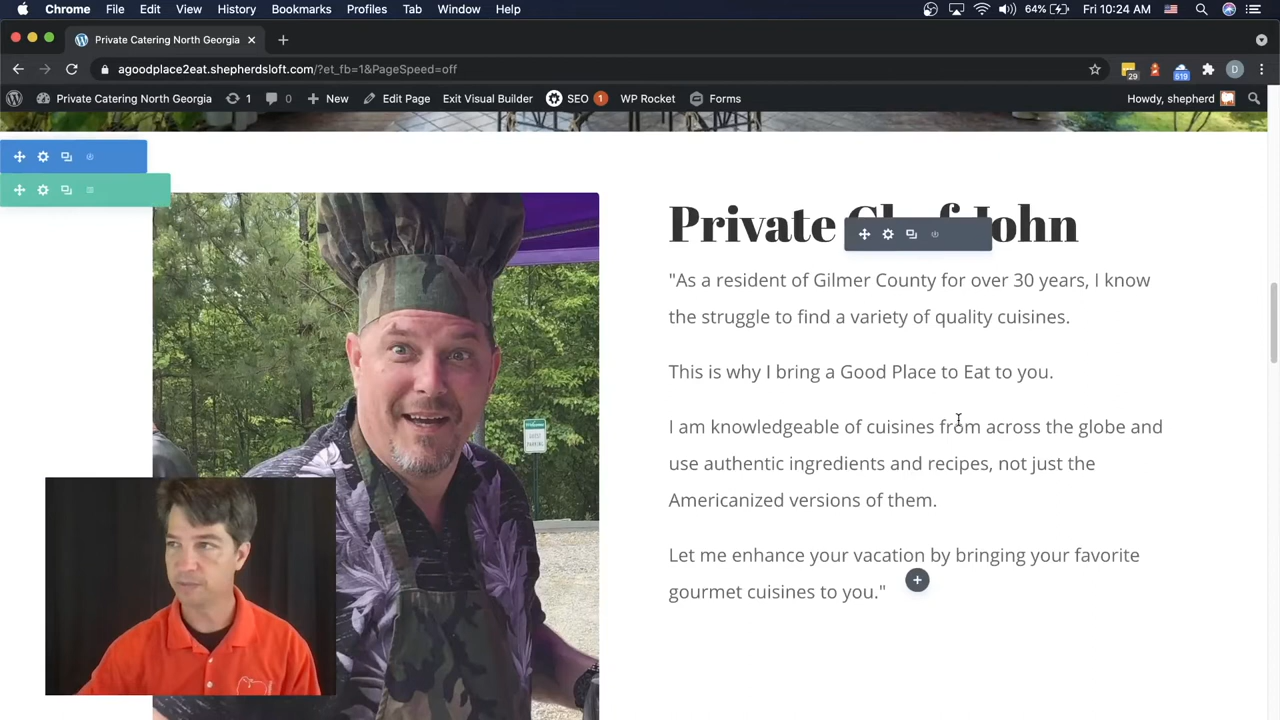 Chrome File Edit View History Bookmarks Profiles Tab Window Help 64% Fri 10:24 AM
Private Catering North Georgia
agoodplace2eat.shepherdsloft.com/?et_fb=1&PageSpeed=off 29 519 D
Private Catering North Georgia 1 0 New Edit Page Exit Visual Builder SEO 1 WP Rocket Forms Howdy, shepherd
Private Chef John
"As a resident of Gilmer County for over 30 years, I know
the struggle to find a variety of quality cuisines.
This is why I bring a Good Place to Eat to you.
I am knowledgeable of cuisines from across the globe and
use authentic ingredients and recipes, not just the
Americanized versions of them.
Let me enhance your vacation by bringing your favorite
gourmet cuisines to you."